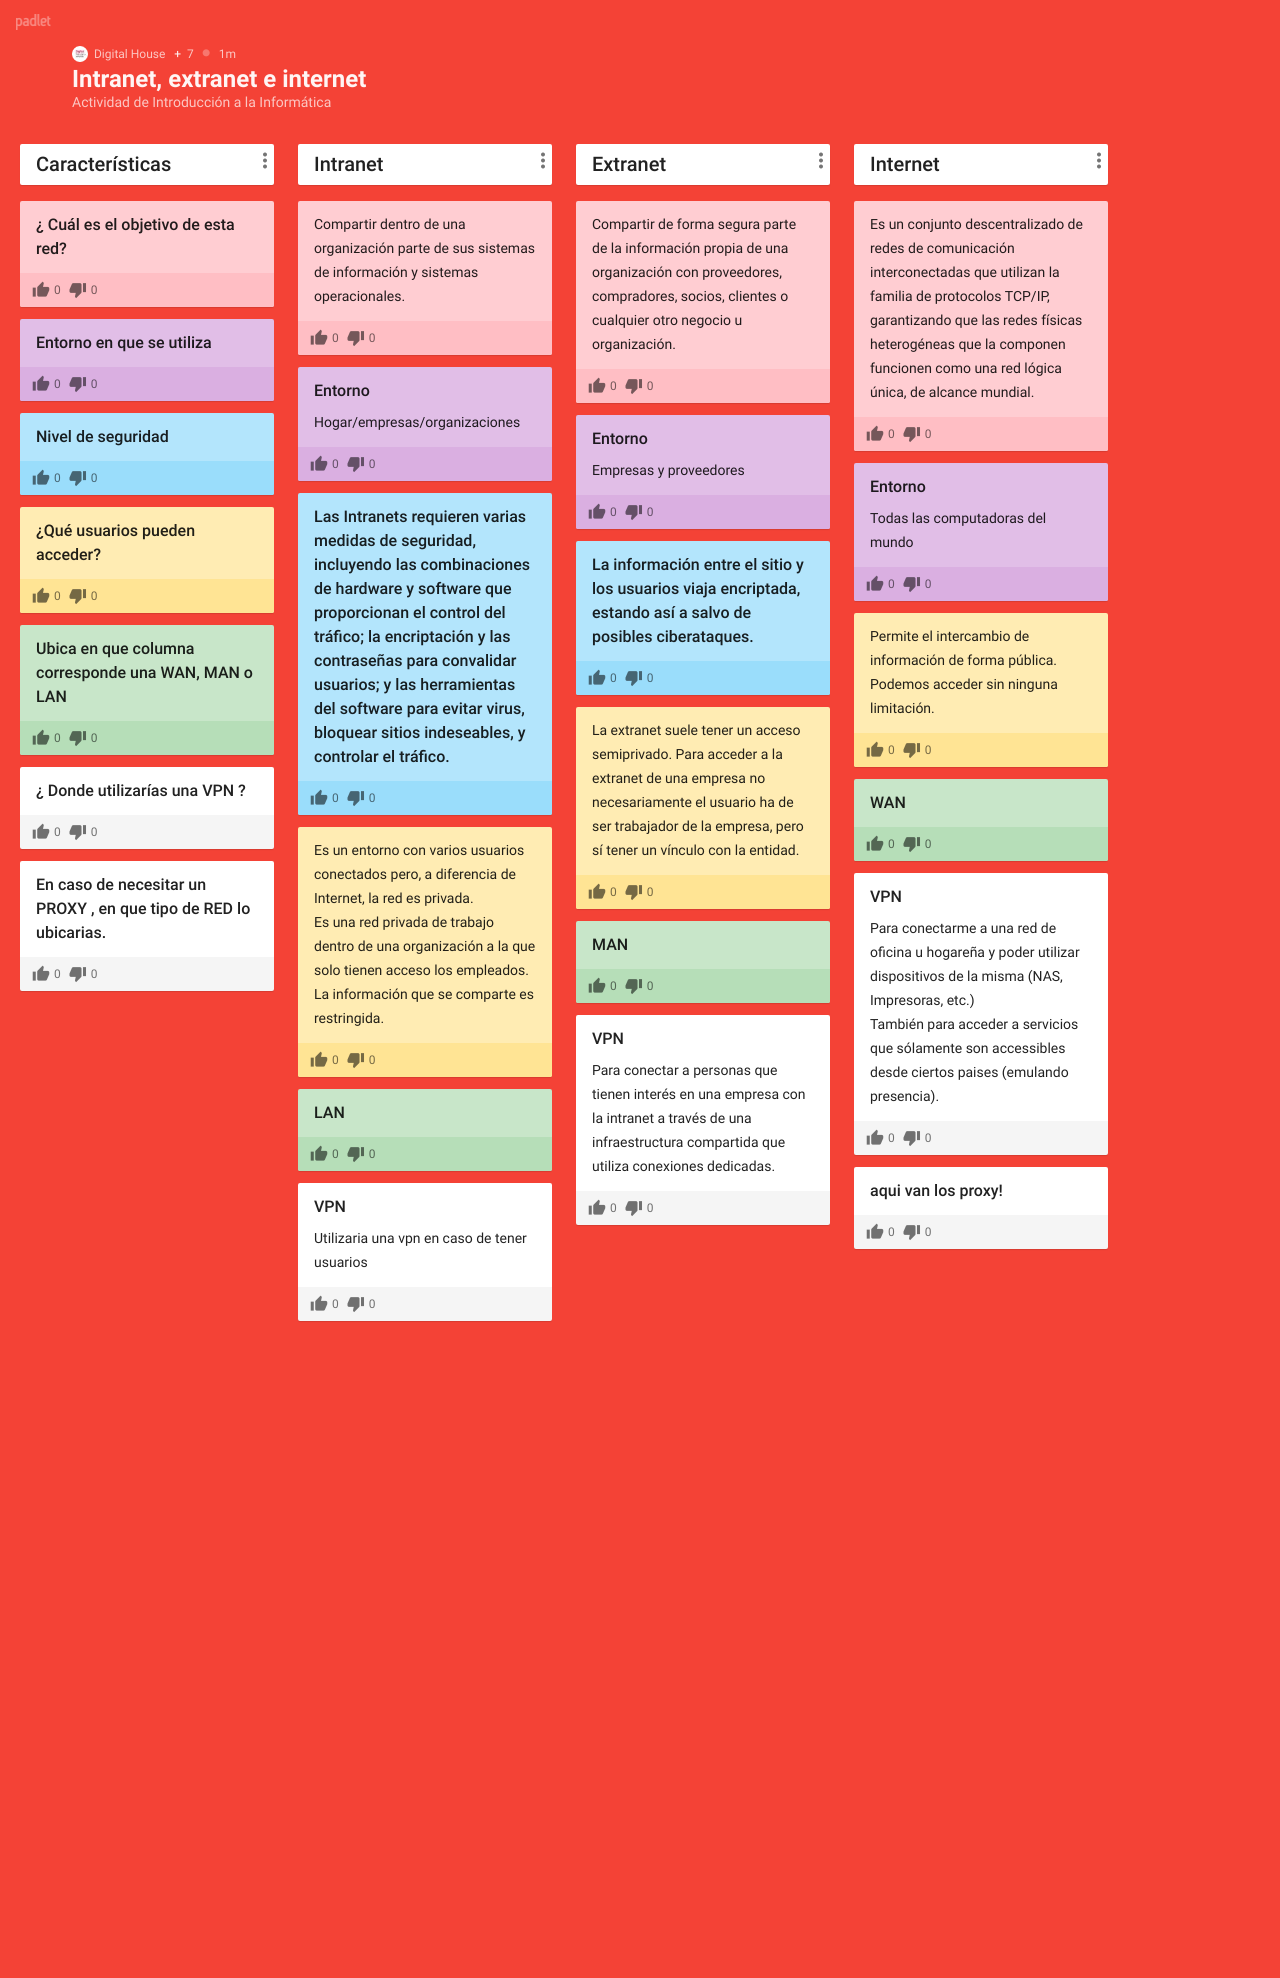 padlet
Digital House + 7 1m
Intranet, extranet e internet
Actividad de Introducción a la Informática
Características
¿ Cuál es el objetivo de esta
red?
0 0
Entorno en que se utiliza
0 0
Nivel de seguridad
0 0
¿Qué usuarios pueden
acceder?
0 0
Ubica en que columna
corresponde una WAN, MAN o
LAN
0 0
¿ Donde utilizarías una VPN ?
0 0
En caso de necesitar un
PROXY , en que tipo de RED lo
ubicarias.
0 0
Intranet
Compartir dentro de una
organización parte de sus sistemas
de información y sistemas
operacionales.
0 0
Entorno
Hogar/empresas/organizaciones
0 0
Las Intranets requieren varias
medidas de seguridad,
incluyendo las combinaciones
de hardware y software que
proporcionan el control del
tráfico; la encriptación y las
contraseñas para convalidar
usuarios; y las herramientas
del software para evitar virus,
bloquear sitios indeseables, y
controlar el tráfico.
0 0
Es un entorno con varios usuarios
conectados pero, a diferencia de
Internet, la red es privada.
Es una red privada de trabajo
dentro de una organización a la que
solo tienen acceso los empleados.
La información que se comparte es
restringida.
0 0
LAN
0 0
VPN
Utilizaria una vpn en caso de tener
usuarios
0 0
Extranet
Compartir de forma segura parte
de la información propia de una
organización con proveedores,
compradores, socios, clientes o
cualquier otro negocio u
organización.
0 0
Entorno
Empresas y proveedores
0 0
La información entre el sitio y
los usuarios viaja encriptada,
estando así a salvo de
posibles ciberataques.
0 0
La extranet suele tener un acceso
semiprivado. Para acceder a la
extranet de una empresa no
necesariamente el usuario ha de
ser trabajador de la empresa, pero
sí tener un vínculo con la entidad.
0 0
MAN
0 0
VPN
Para conectar a personas que
tienen interés en una empresa con
la intranet a través de una
infraestructura compartida que
utiliza conexiones dedicadas.
0 0
Internet
Es un conjunto descentralizado de
redes de comunicación
interconectadas que utilizan la
familia de protocolos TCP/IP,
garantizando que las redes físicas
heterogéneas que la componen
funcionen como una red lógica
única, de alcance mundial.
0 0
Entorno
Todas las computadoras del
mundo
0 0
Permite el intercambio de
información de forma pública.
Podemos acceder sin ninguna
limitación.
0 0
WAN
0 0
VPN
Para conectarme a una red de
oficina u hogareña y poder utilizar
dispositivos de la misma (NAS,
Impresoras, etc.)
También para acceder a servicios
que sólamente son accessibles
desde ciertos paises (emulando
presencia).
0 0
aqui van los proxy!
0 0